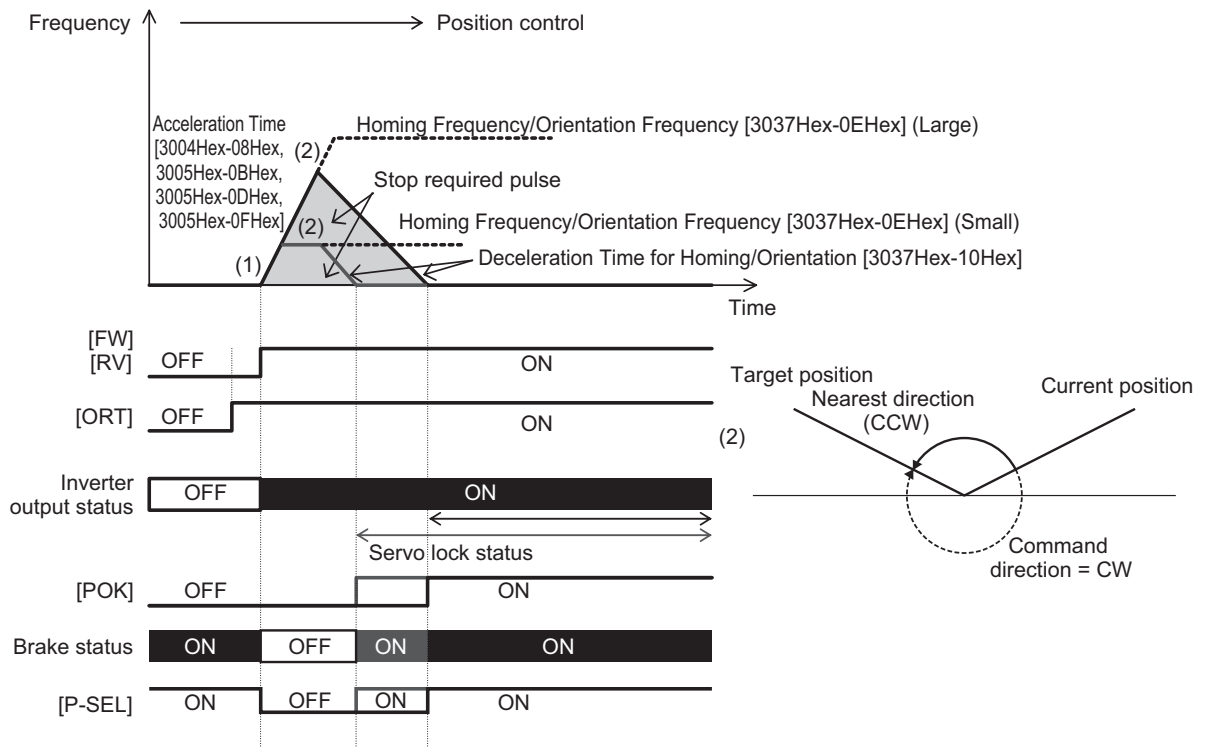 Frequency
Position control
Acceleration Time
[3004Hex-08Hex,
3005Hex-0BHex,
3005Hex-0DHex,
3005Hex-0FHex]
Homing Frequency/Orientation Frequency [3037Hex-0EHex] (Large)
(2)
Stop required pulse
Homing Frequency/Orientation Frequency [3037Hex-0EHex] (Small)
(2)
(1)
Deceleration Time for Homing/Orientation [3037Hex-10Hex]
Time
[FW]
[RV]
OFF
ON
[ORT]
OFF
ON
Inverter
output status
OFF
ON
Servo lock status
[POK]
OFF
ON
Brake status
ON
OFF
ON
ON
[P-SEL]
ON
OFF
ON
ON
(2)
Target position
Nearest direction
(CCW)
Current position
Command
direction = CW